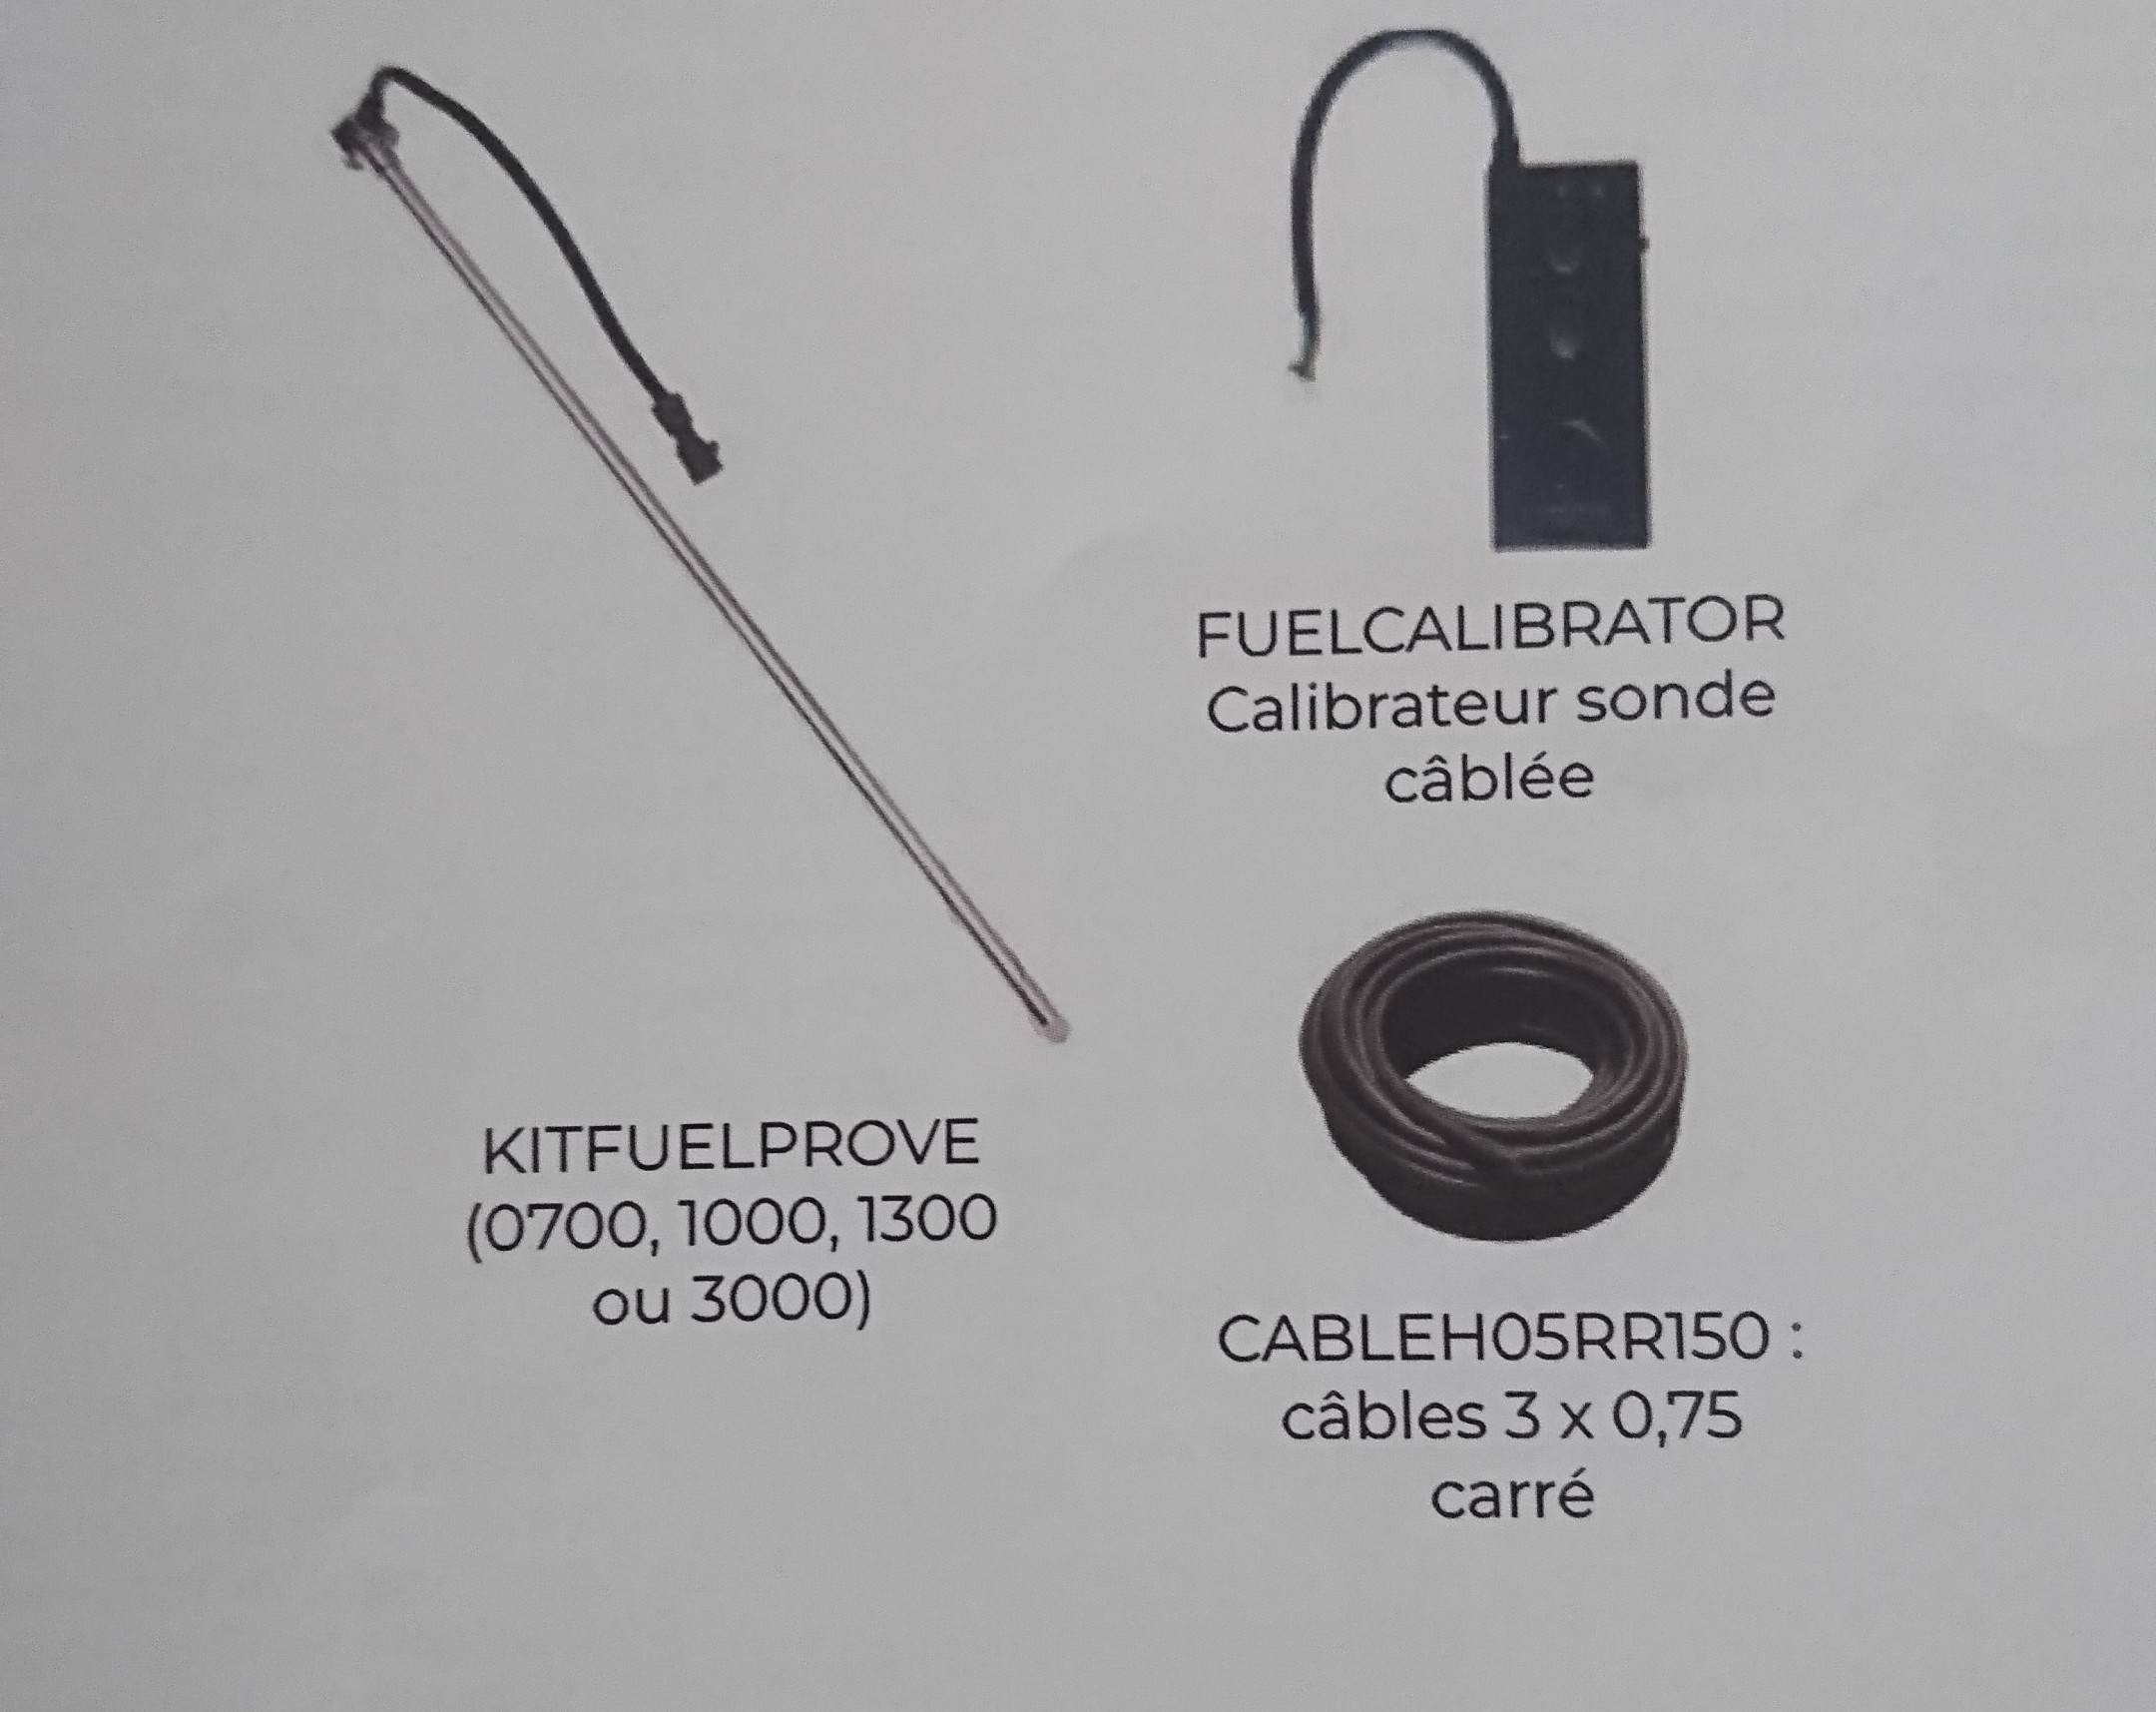 FUELCALIBRATOR
Calibrateur sonde
câblée
KITFUELPROVE
(0700, 1000, 1300
ou 3000)
CABLEH05RR150 :
câbles 3 x 0,75
carré